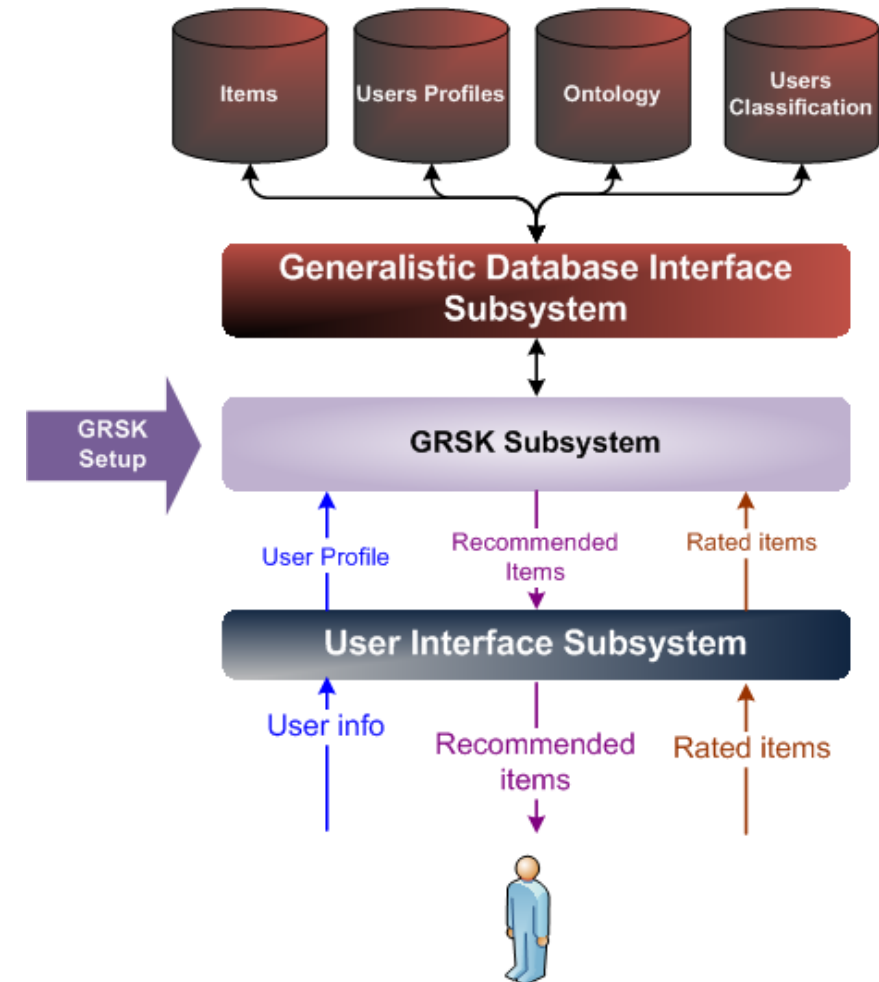 Items
Users Profiles
Ontology
Users
Classification
Generalistic Database Interface
Subsystem
GRSK
Setup
GRSK Subsystem
User Profile
Recommended
Items
Rated items
User Interface Subsystem
User info
Recommended
items
Rated items